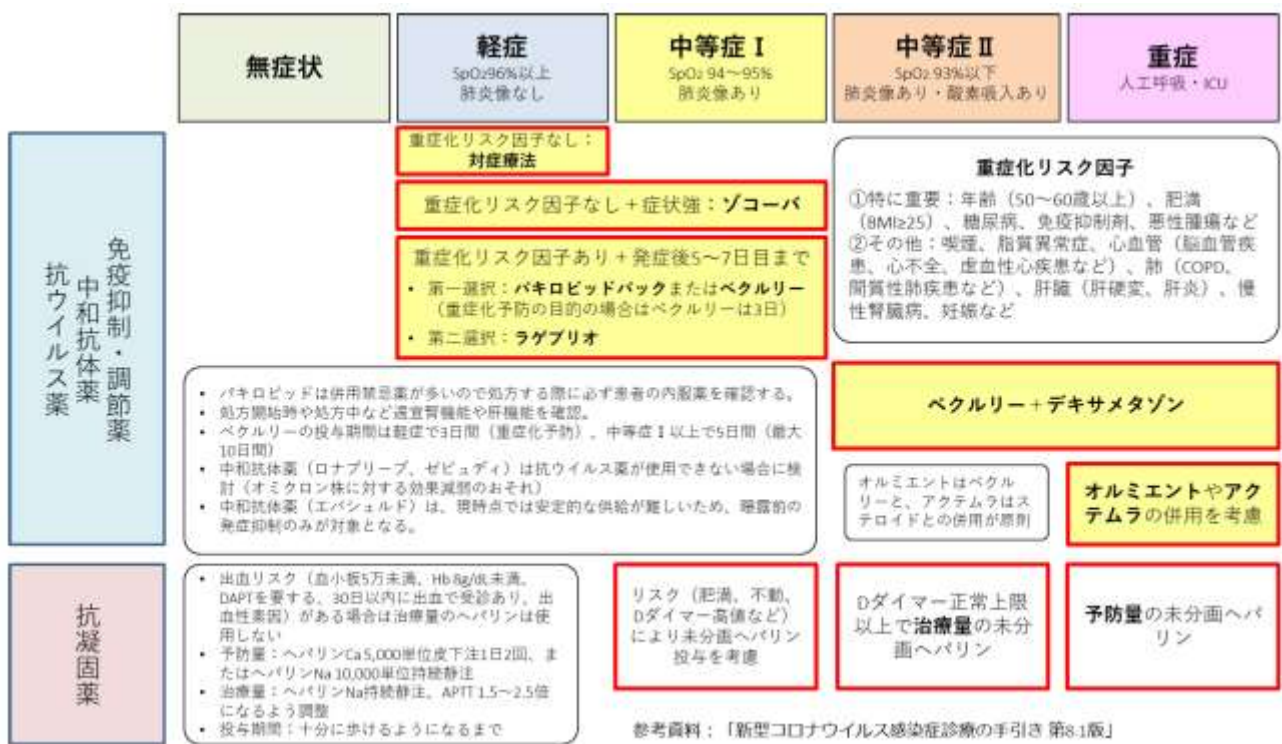 無症状
軽症
SpO₂96%以上
肺炎像なし
中等症Ⅰ
SpO₂ 94～95%
肺炎像あり
中等症Ⅱ
SpO₂ 93%以下
肺炎像あり・酸素吸入あり
重症
人工呼吸・ICU
免疫抑制・調節薬
中和抗体薬
抗ウイルス薬
重症化リスク因子なし：
対症療法
重症化リスク因子なし＋症状強：ゾコーバ
重症化リスク因子あり＋発症後5～7日目まで
• 第一選択：パキロビッドパックまたはベクルリー
（重症化予防の目的の場合はベクルリーは3日）
• 第二選択：ラゲブリオ
重症化リスク因子
①特に重要：年齢（50～60歳以上）、肥満
（BMI≥25）、糖尿病、免疫抑制剤、悪性腫瘍など
②その他：喫煙、脂質異常症、心血管（脳血管疾
患、心不全、虚血性心疾患など）、肺（COPD、
間質性肺疾患など）、肝臓（肝硬変、肝炎）、慢
性腎臓病、妊娠など
• パキロビッドは併用禁忌薬が多いので処方する際に必ず患者の内服薬を確認する。
• 処方開始時や処方中など適宜腎機能や肝機能を確認。
• ベクルリーの投与期間は軽症で3日間（重症化予防）、中等症Ⅰ以上で5日間（最大
10日間）
• 中和抗体薬（ロナプリーブ、ゼビュディ）は抗ウイルス薬が使用できない場合に検
討（オミクロン株に対する効果減弱のおそれ）
• 中和抗体薬（エバシェルド）は、現時点では安定的な供給が難しいため、曝露前の
発症抑制のみが対象となる。
ベクルリー＋デキサメタゾン
オルミエントはベクル
リーと、アクテムラはス
テロイドとの併用が原則
オルミエントやアク
テムラの併用を考慮
抗凝固薬
• 出血リスク（血小板5万未満、Hb 8g/dL未満、
DAPTを要する、30日以内に出血で受診あり、出
血性素因）がある場合は治療量のヘパリンは使
用しない
• 予防量：ヘパリンCa 5,000単位皮下注1日2回、ま
たはヘパリンNa 10,000単位持続静注
• 治療量：ヘパリンNa持続静注、APTT 1.5～2.5倍
になるよう調整
• 投与期間：十分に歩けるようになるまで
リスク（肥満、不動、
Dダイマー高値など）
により未分画ヘパリン
投与を考慮
Dダイマー正常上限
以上で治療量の未分
画ヘパリン
予防量の未分画ヘパ
リン
参考資料：「新型コロナウイルス感染症診療の手引き 第8.1版」